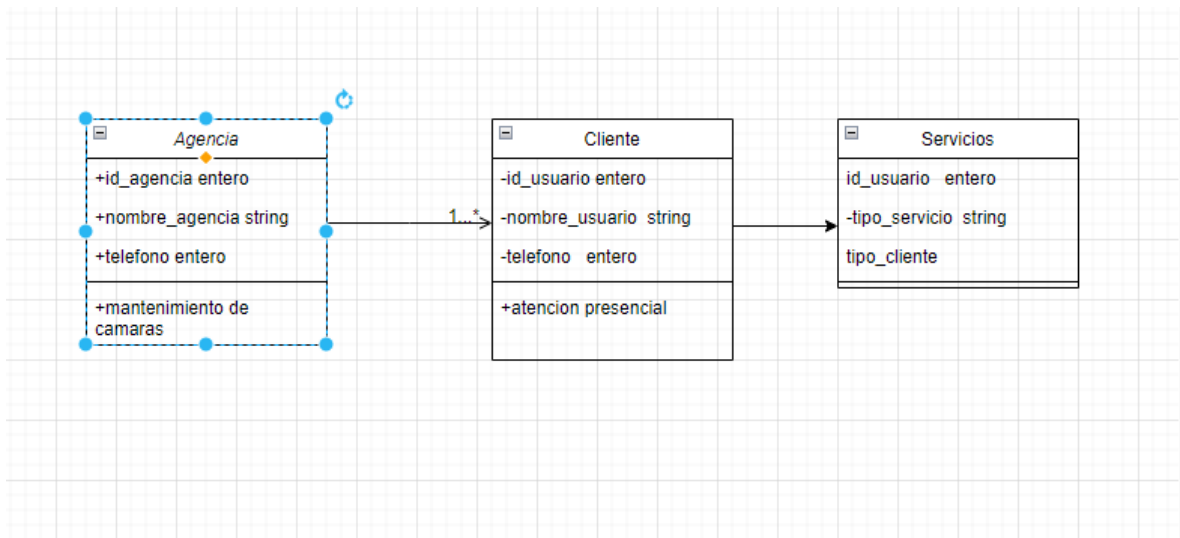 Agencia
+id_agencia entero
+nombre_agencia string
+telefono entero
+mantenimiento de
camaras
1...*
Cliente
-id_usuario entero
-nombre_usuario string
-telefono entero
+atencion presencial
Servicios
id_usuario entero
-tipo_servicio string
tipo_cliente